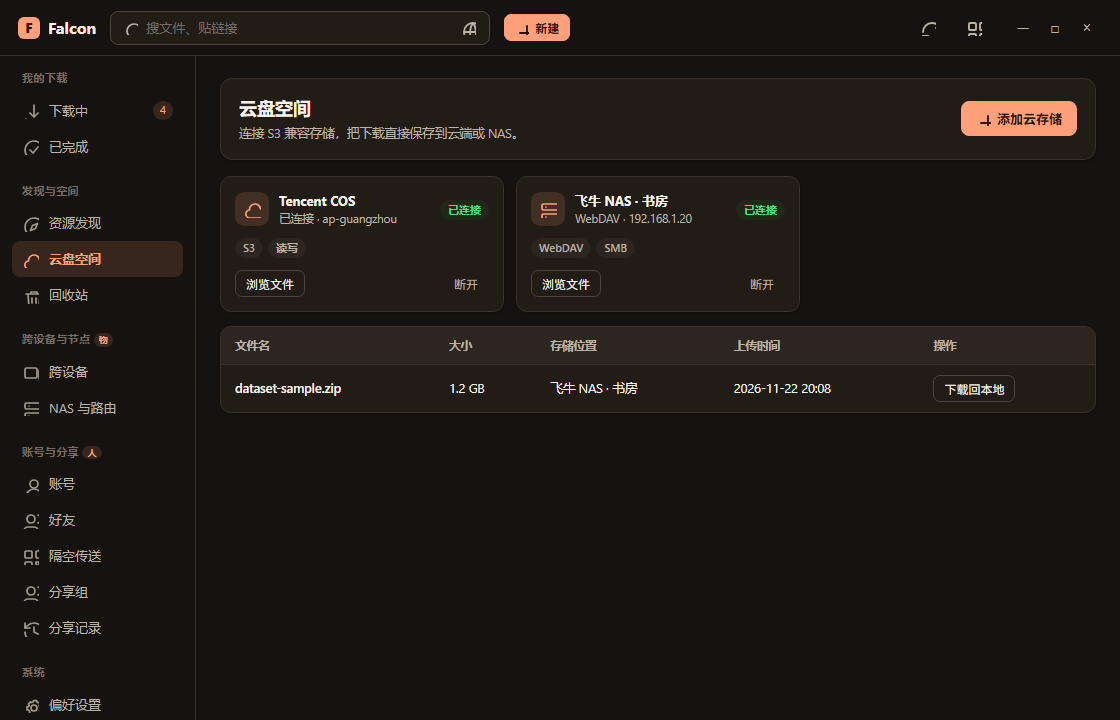 F Falcon
搜文件、贴链接
新建
我的下载
下载中 4
已完成
发现与空间
资源发现
云盘空间
回收站
跨设备与节点 物
跨设备
NAS 与路由
账号与分享 人
账号
好友
隔空传送
分享组
分享记录
系统
偏好设置
云盘空间
连接 S3 兼容存储，把下载直接保存到云端或 NAS。
添加云存储
Tencent COS
已连接 · ap-guangzhou
已连接
S3 读写
浏览文件 断开
飞牛 NAS · 书房
WebDAV · 192.168.1.20
已连接
WebDAV SMB
浏览文件 断开
文件名 大小 存储位置 上传时间 操作
dataset-sample.zip 1.2 GB 飞牛 NAS · 书房 2026-11-22 20:08 下载回本地